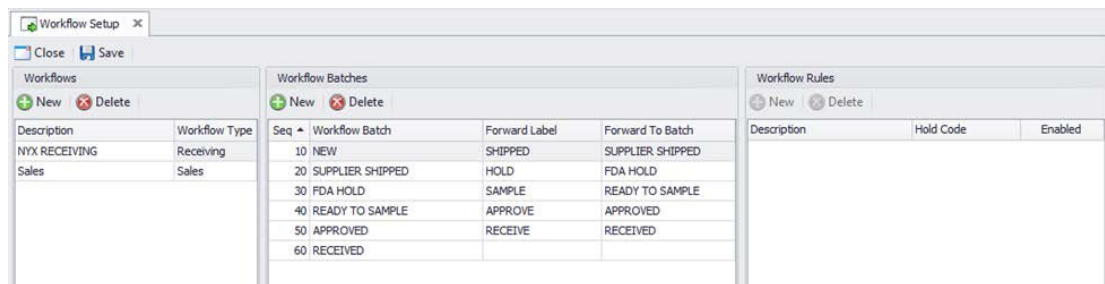 Workflow Setup
Close Save
Workflows Workflow Batches Workflow Rules
New Delete New Delete New Delete
Description Workflow Type Seq Workflow Batch Forward Label Forward To Batch Description Hold Code Enabled
NYX RECEIVING Receiving 10 NEW SHIPPED SUPPLIER SHIPPED
Sales Sales 20 SUPPLIER SHIPPED HOLD FDA HOLD
30 FDA HOLD SAMPLE READY TO SAMPLE
40 READY TO SAMPLE APPROVE APPROVED
50 APPROVED RECEIVE RECEIVED
60 RECEIVED